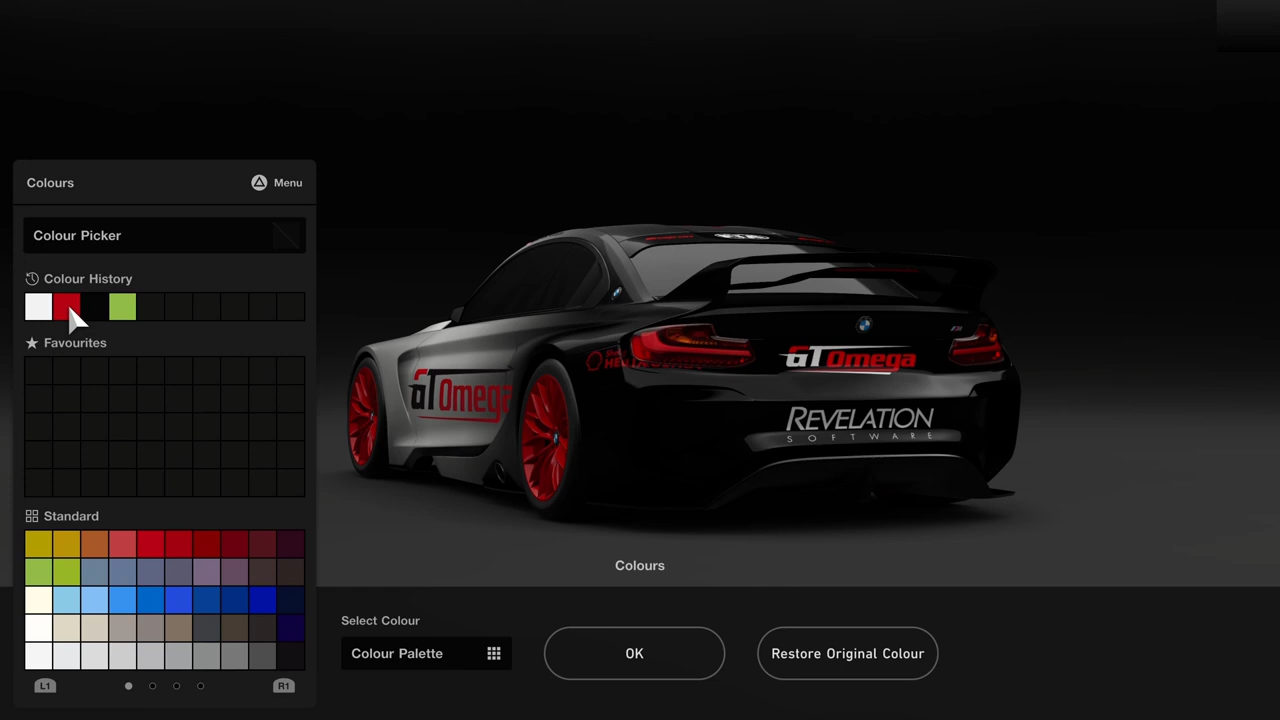 Colours
Menu
Colour Picker
Colour History
Favourites
Standard
L1
R1
GT Omega
GT Omega
REVELATION
SOFTWARE
Colours
Select Colour
Colour Palette
OK
Restore Original Colour